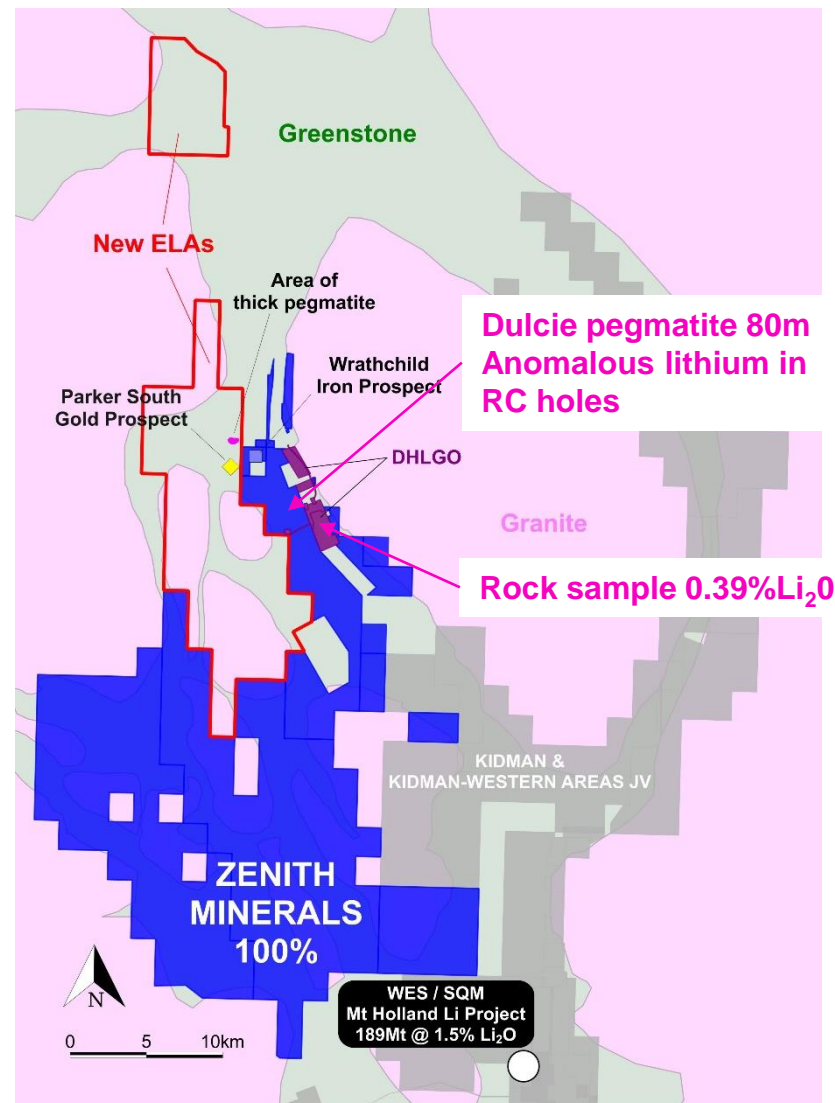 Greenstone
New ELAs
Area of
thick pegmatite
Dulcie pegmatite 80m
Anomalous lithium in
RC holes
Wrathchild
Iron Prospect
Parker South
Gold Prospect
DHLGO
Granite
Rock sample 0.39%Li₂0
KIDMAN &
KIDMAN-WESTERN AREAS JV
ZENITH
MINERALS
100%
WES / SQM
Mt Holland Li Project
189Mt @ 1.5% Li₂O
N
0 5 10km